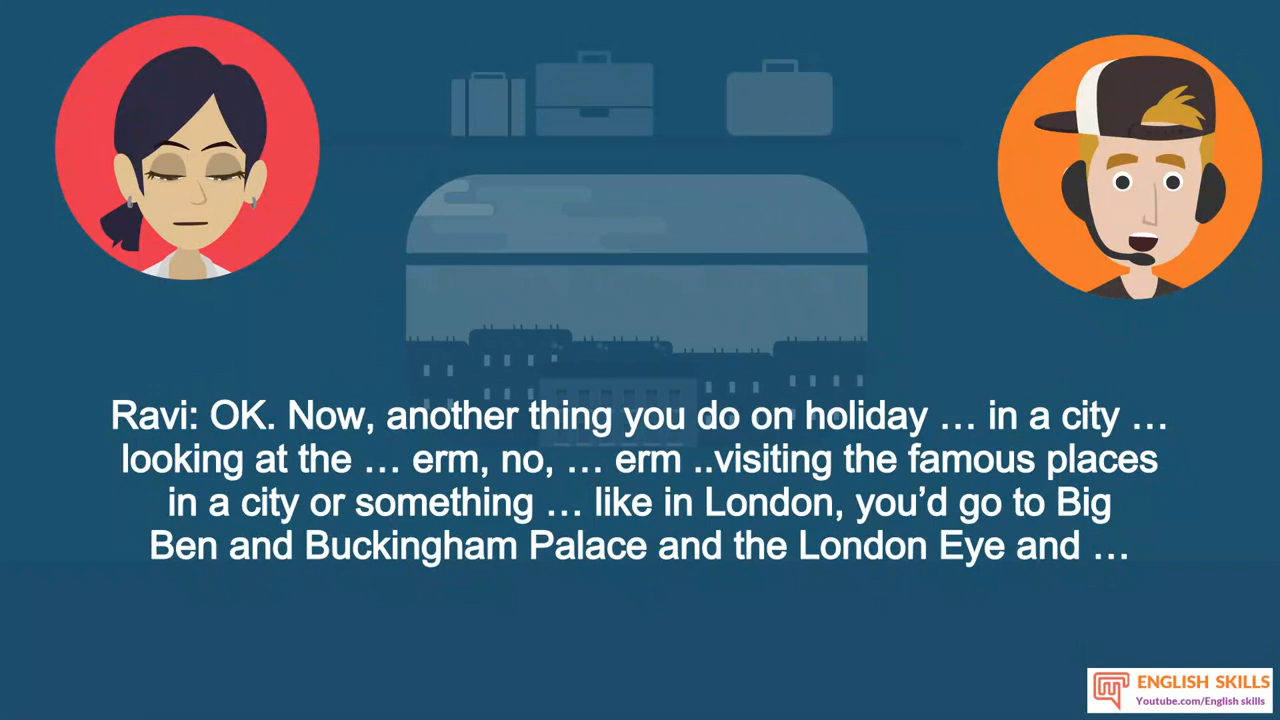 Ravi: OK. Now, another thing you do on holiday … in a city …
looking at the … erm, no, … erm ..visiting the famous places
in a city or something … like in London, you’d go to Big
Ben and Buckingham Palace and the London Eye and …
ENGLISH SKILLS
Youtube.com/English skills